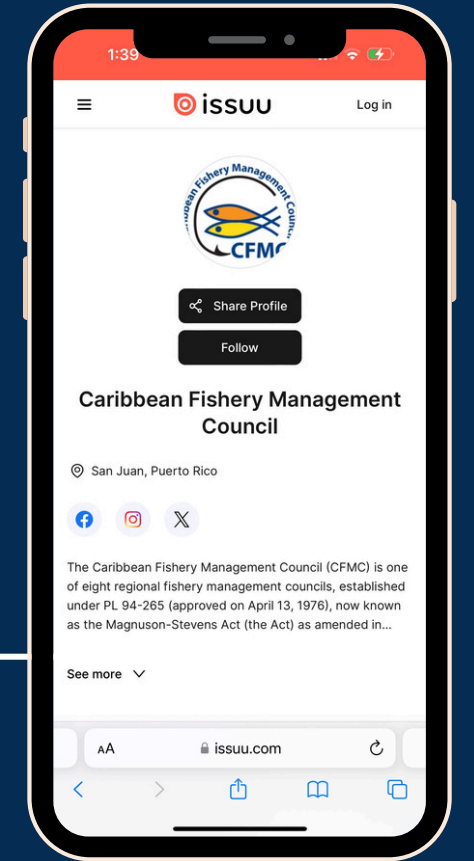 1:39
issuu
Log in
Caribbean Fishery Management Council
CFMC
Share Profile
Follow
Caribbean Fishery Management
Council
San Juan, Puerto Rico
The Caribbean Fishery Management Council (CFMC) is one
of eight regional fishery management councils, established
under PL 94-265 (approved on April 13, 1976), now known
as the Magnuson-Stevens Act (the Act) as amended in...
See more
AA
issuu.com